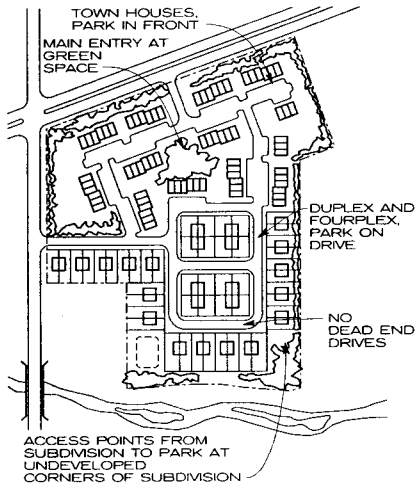 TOWN HOUSES,
PARK IN FRONT
MAIN ENTRY AT
GREEN
SPACE
DUPLEX AND
FOURPLEX,
PARK ON
DRIVE
NO
DEAD END
DRIVES
ACCESS POINTS FROM
SUBDIVISION TO PARK AT
UNDEVELOPED
CORNERS OF SUBDIVISION